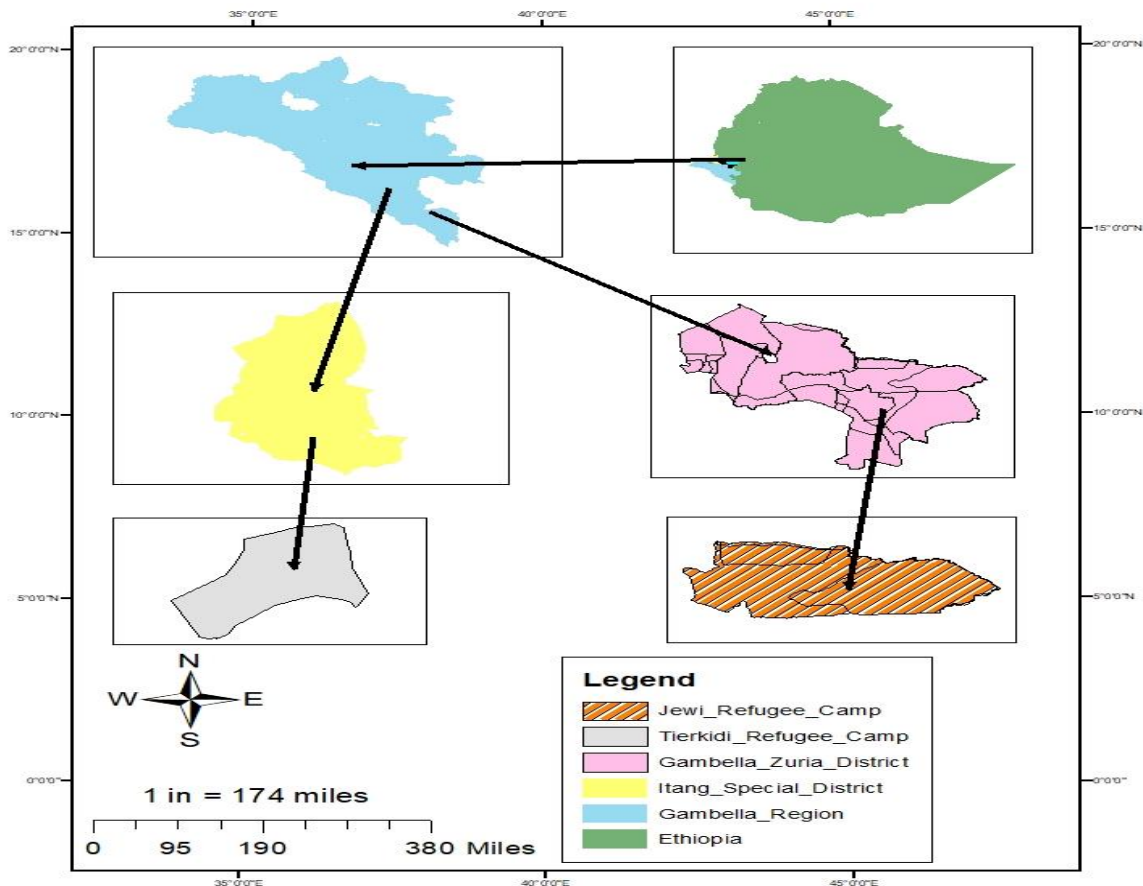 35°0'0"E 40°0'0"E 45°0'0"E
20°0'0"N 20°0'0"N
15°0'0"N 15°0'0"N
10°0'0"N 10°0'0"N
5°0'0"N 5°0'0"N
N
W E
S
Legend
Jewi_Refugee_Camp
Tierkidi_Refugee_Camp
Gambella_Zuria_District
Itang_Special_District
Gambella_Region
Ethiopia
0°0'0" 0°0'0"
1 in = 174 miles
0 95 190 380 Miles
35°0'0"E 40°0'0"E 45°0'0"E